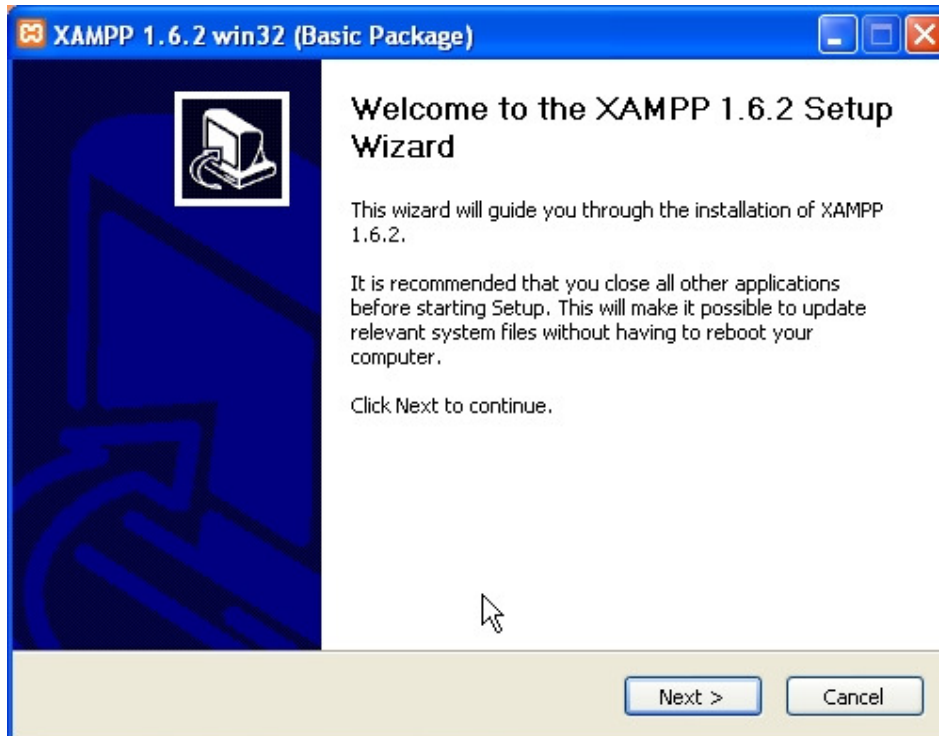 XAMPP 1.6.2 win32 (Basic Package)
Welcome to the XAMPP 1.6.2 Setup
Wizard
This wizard will guide you through the installation of XAMPP
1.6.2.
It is recommended that you close all other applications
before starting Setup. This will make it possible to update
relevant system files without having to reboot your
computer.
Click Next to continue.
Next >
Cancel